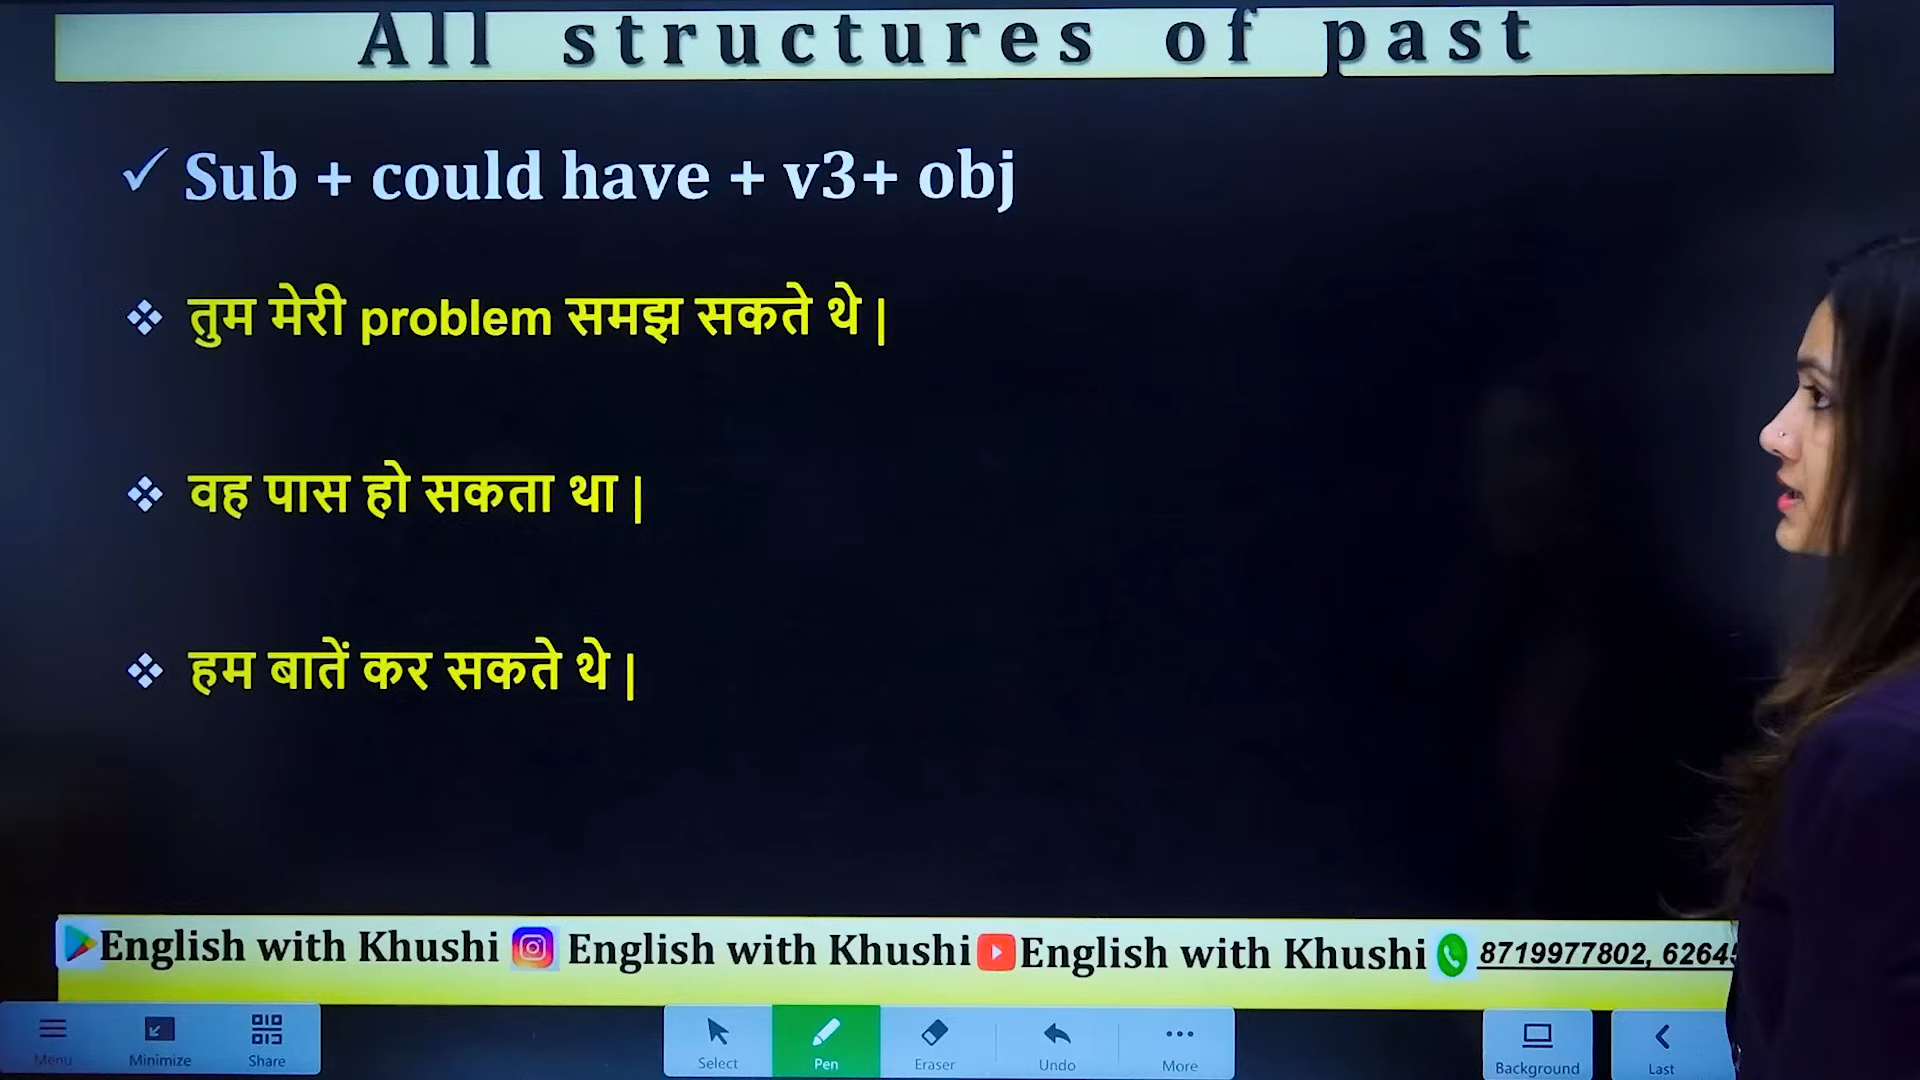 All structures of past
✓ Sub + could have + v3+ obj
❖ तुम मेरी problem समझ सकते थे |
❖ वह पास हो सकता था |
❖ हम बातें कर सकते थे |
English with Khushi English with Khushi English with Khushi 8719977802, 6264
Menu Minimize Share Select Pen Eraser Undo More Background Last